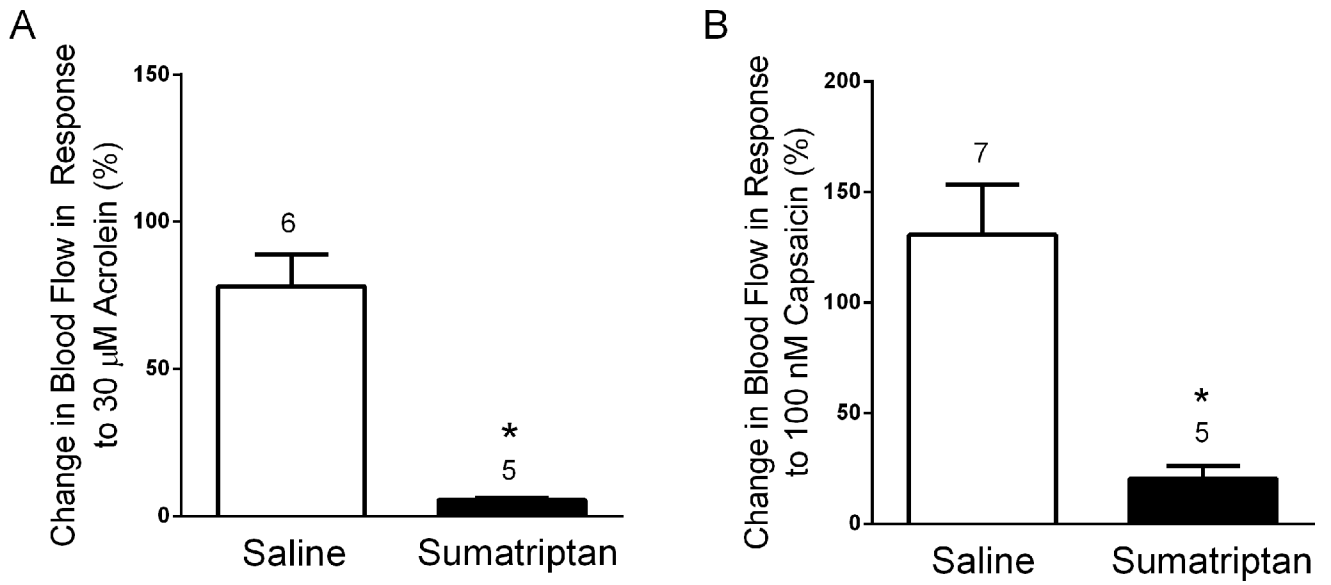 A
Change in Blood Flow in Response
to 30 μM Acrolein (%)
150
100
50
0
6
*
5
Saline
Sumatriptan
B
Change in Blood Flow in Response
to 100 nM Capsaicin (%)
200
150
100
50
0
7
*
5
Saline
Sumatriptan